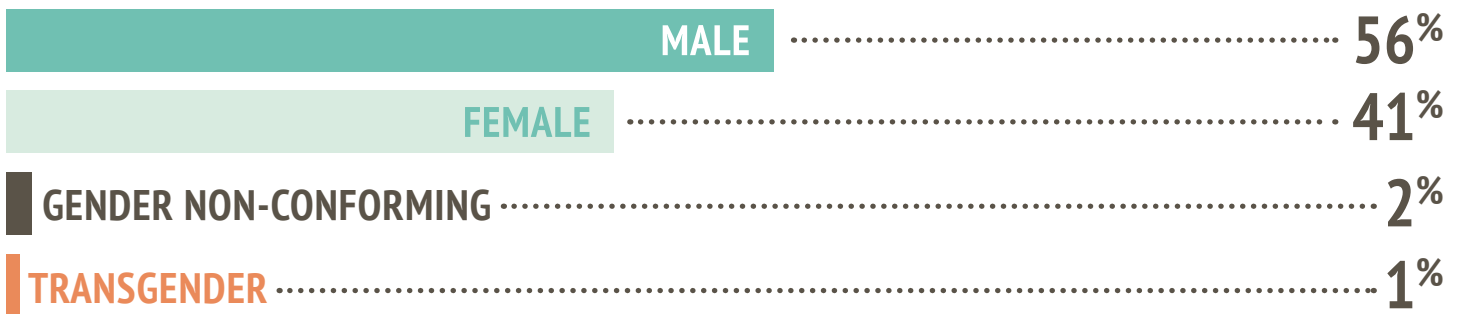 MALE 56%
FEMALE 41%
GENDER NON-CONFORMING 2%
TRANSGENDER 1%